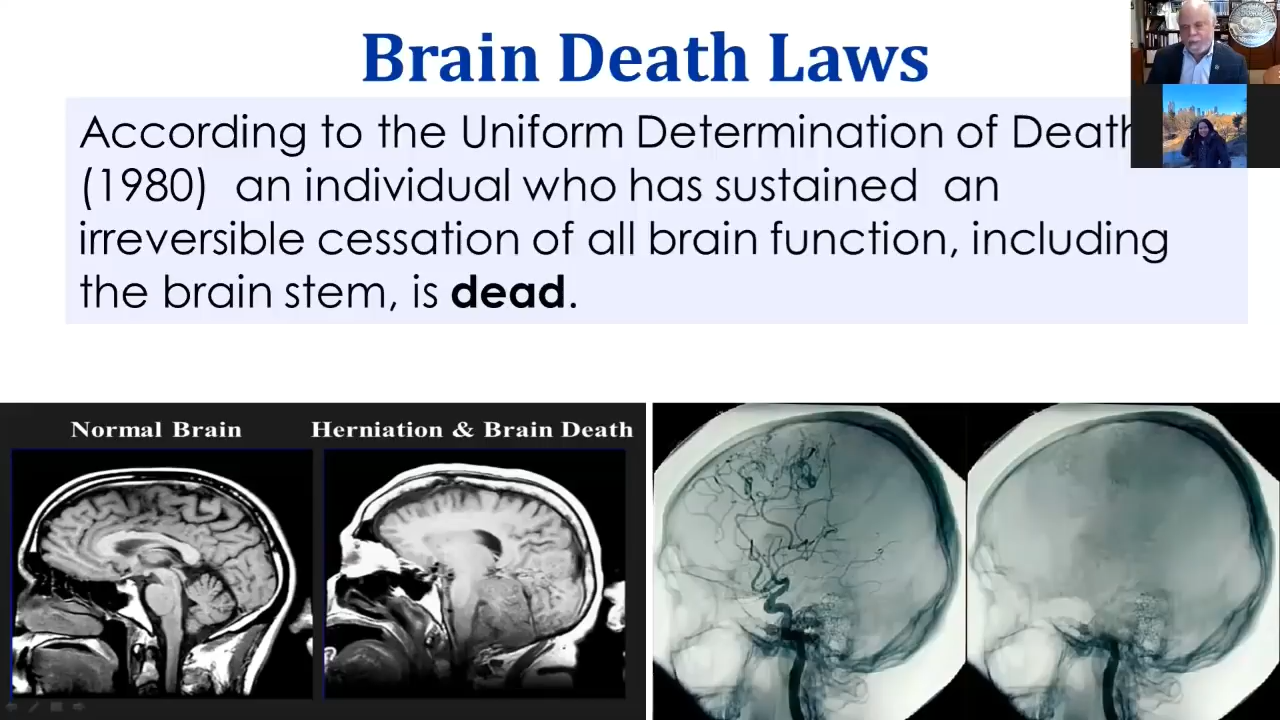 Brain Death Laws
According to the Uniform Determination of Death
(1980) an individual who has sustained an
irreversible cessation of all brain function, including
the brain stem, is dead.
Normal Brain
Herniation & Brain Death